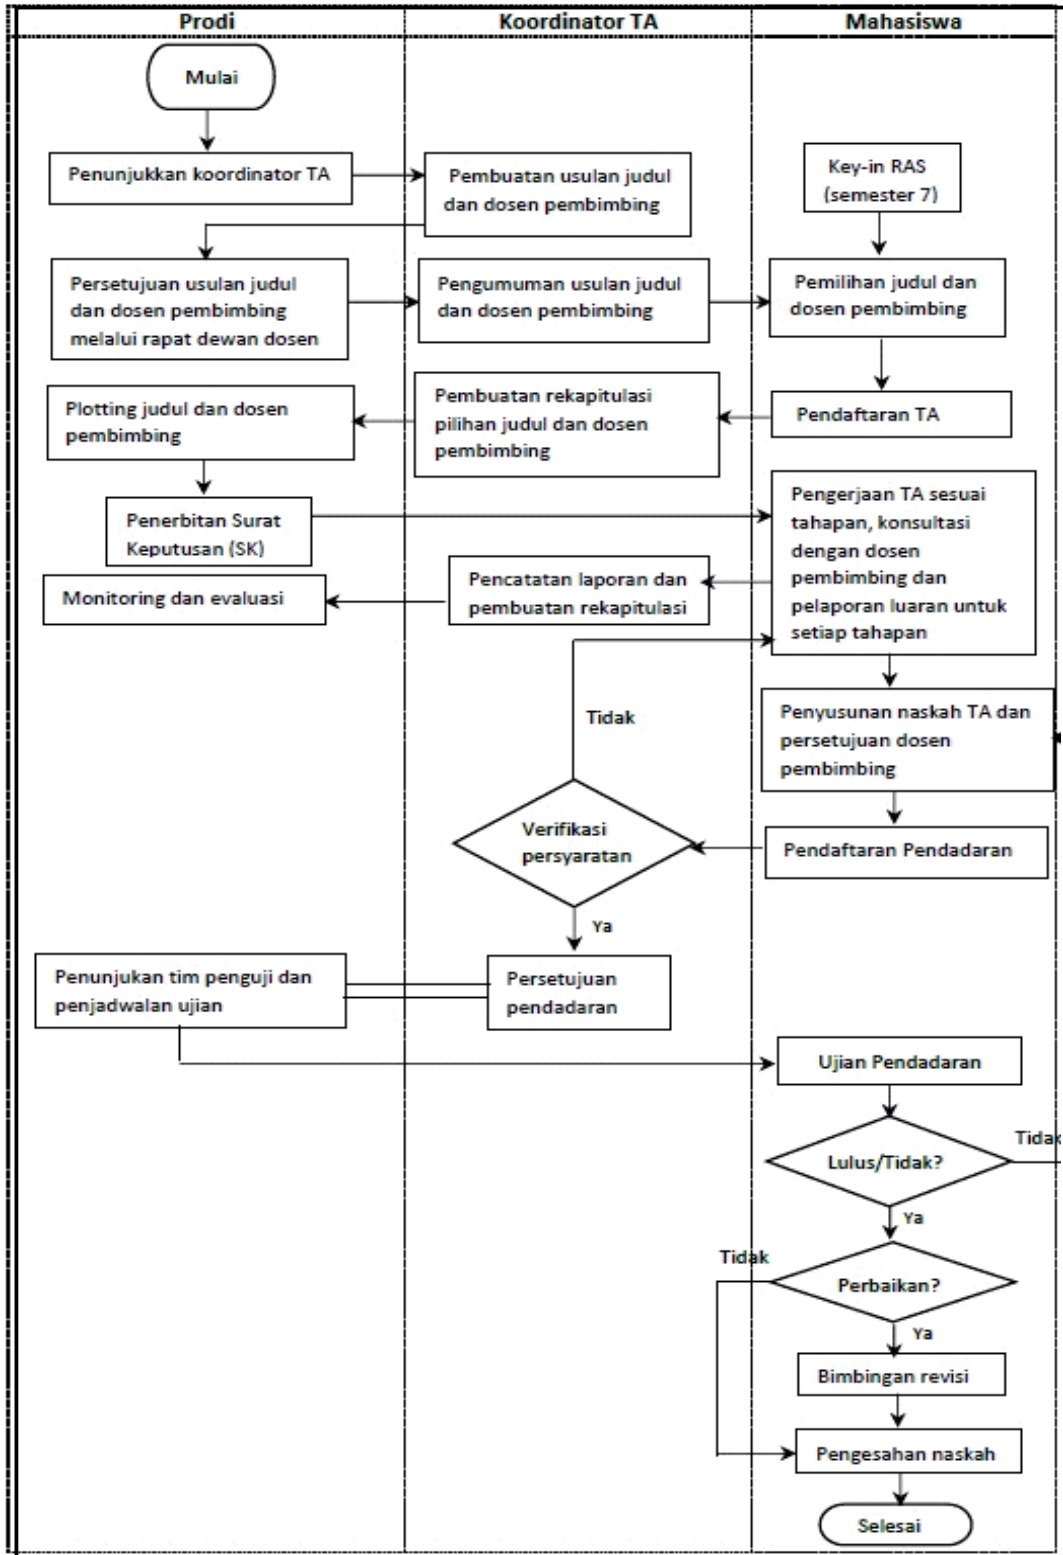 Prodi
Koordinator TA
Mahasiswa
Mulai
Penunjukkan koordinator TA
Pembuatan usulan judul
dan dosen pembimbing
Key-in RAS
(semester 7)
Persetujuan usulan judul
dan dosen pembimbing
melalui rapat dewan dosen
Pengumuman usulan judul
dan dosen pembimbing
Pemilihan judul dan
dosen pembimbing
Plotting judul dan dosen
pembimbing
Pembuatan rekapitulasi
pilihan judul dan dosen
pembimbing
Pendaftaran TA
Penerbitan Surat
Keputusan (SK)
Pengerjaan TA sesuai
tahapan, konsultasi
dengan dosen
pembimbing dan
pelaporan luaran untuk
setiap tahapan
Monitoring dan evaluasi
Pencatatan laporan dan
pembuatan rekapitulasi
Tidak
Penyusunan naskah TA dan
persetujuan dosen
pembimbing
Verifikasi
persyaratan
Pendaftaran Pendadaran
Ya
Penunjukan tim penguji dan
penjadwalan ujian
Persetujuan
pendadaran
Ujian Pendadaran
Lulus/Tidak?
Tidak
Ya
Tidak
Perbaikan?
Ya
Bimbingan revisi
Pengesahan naskah
Selesai